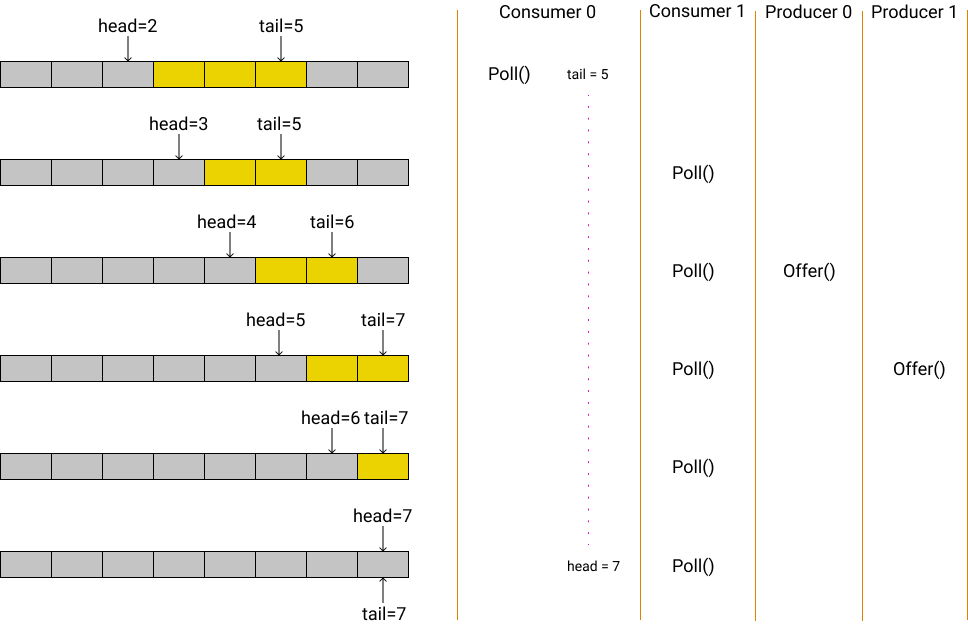 Consumer 0 Consumer 1 Producer 0 Producer 1
head=2 tail=5
Poll() tail = 5
head=3 tail=5
Poll()
head=4 tail=6
Poll() Offer()
head=5 tail=7
Poll() Offer()
head=6 tail=7
Poll()
head=7
head = 7 Poll()
tail=7